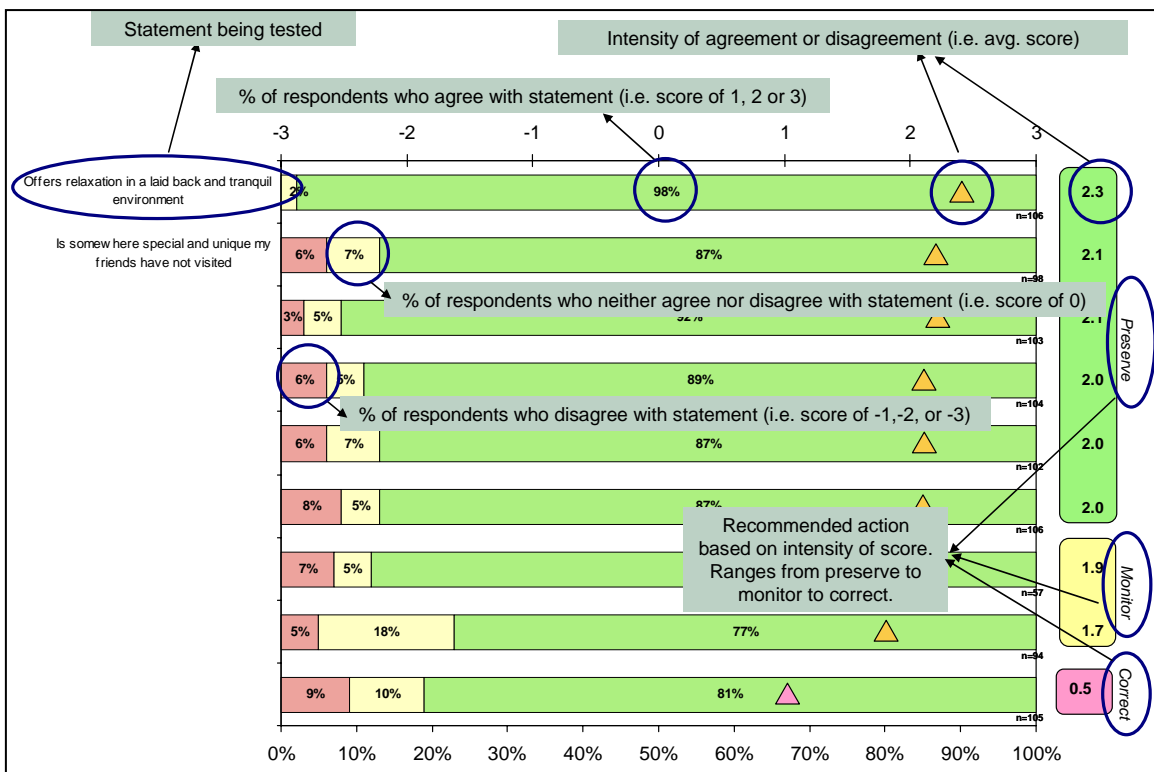 Statement being tested
Intensity of agreement or disagreement (i.e. avg. score)
% of respondents who agree with statement (i.e. score of 1, 2 or 3)
-3 -2 -1 0 1 2 3
Offers relaxation in a laid back and tranquil
environment
2% 98% 2.3
n=106
Is somewhere special and unique my
friends have not visited
6% 7% 87% 2.1
n=98
% of respondents who neither agree nor disagree with statement (i.e. score of 0)
3% 5% 92% 2.1
n=103
Preserve
6% 5% 89% 2.0
n=104
% of respondents who disagree with statement (i.e. score of -1,-2, or -3)
6% 7% 87% 2.0
n=102
8% 5% 87% 2.0
n=106
Recommended action
based on intensity of score.
Ranges from preserve to
monitor to correct.
7% 5% 1.9
n=57
Monitor
5% 18% 77% 1.7
n=94
9% 10% 81% 0.5
n=105
Correct
0% 10% 20% 30% 40% 50% 60% 70% 80% 90% 100%